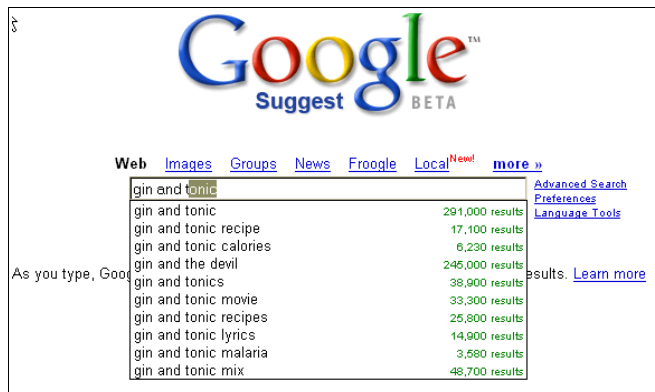 Google™
Suggest BETA
Web Images Groups News Froogle Local New! more »
gin and tonic
Advanced Search
Preferences
Language Tools
gin and tonic 291,000 results
gin and tonic recipe 17,100 results
gin and tonic calories 6,230 results
gin and the devil 245,000 results
gin and tonics 38,900 results
gin and tonic movie 33,300 results
gin and tonic recipes 25,800 results
gin and tonic lyrics 14,900 results
gin and tonic malaria 3,580 results
gin and tonic mix 48,700 results
As you type, Goog esults. Learn more